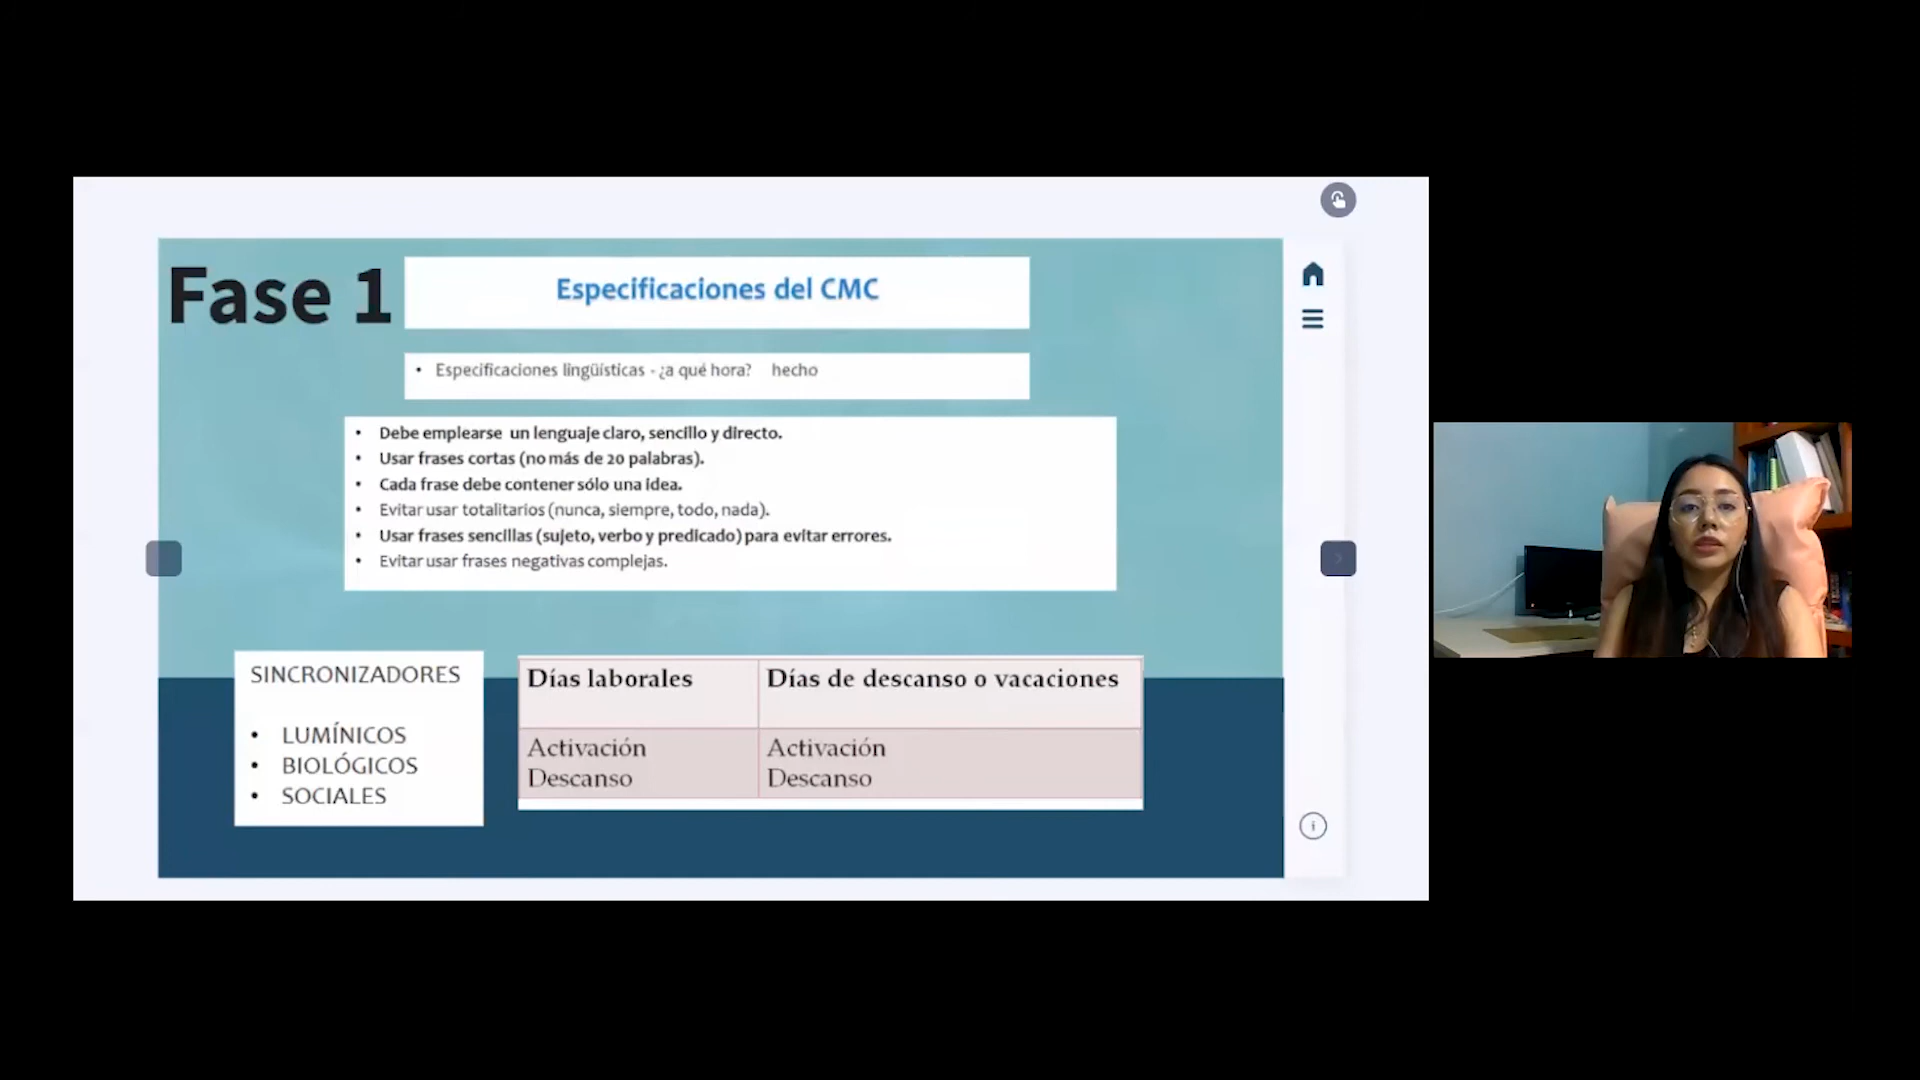 Fase 1
Especificaciones del CMC
• Especificaciones lingüísticas - ¿a qué hora? hecho
• Debe emplearse un lenguaje claro, sencillo y directo.
• Usar frases cortas (no más de 20 palabras).
• Cada frase debe contener sólo una idea.
• Evitar usar totalitarios (nunca, siempre, todo, nada).
• Usar frases sencillas (sujeto, verbo y predicado) para evitar errores.
• Evitar usar frases negativas complejas.
SINCRONIZADORES
• LUMÍNICOS
• BIOLÓGICOS
• SOCIALES
Días laborales Días de descanso o vacaciones
Activación Activación
Descanso Descanso